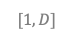 [1, D]